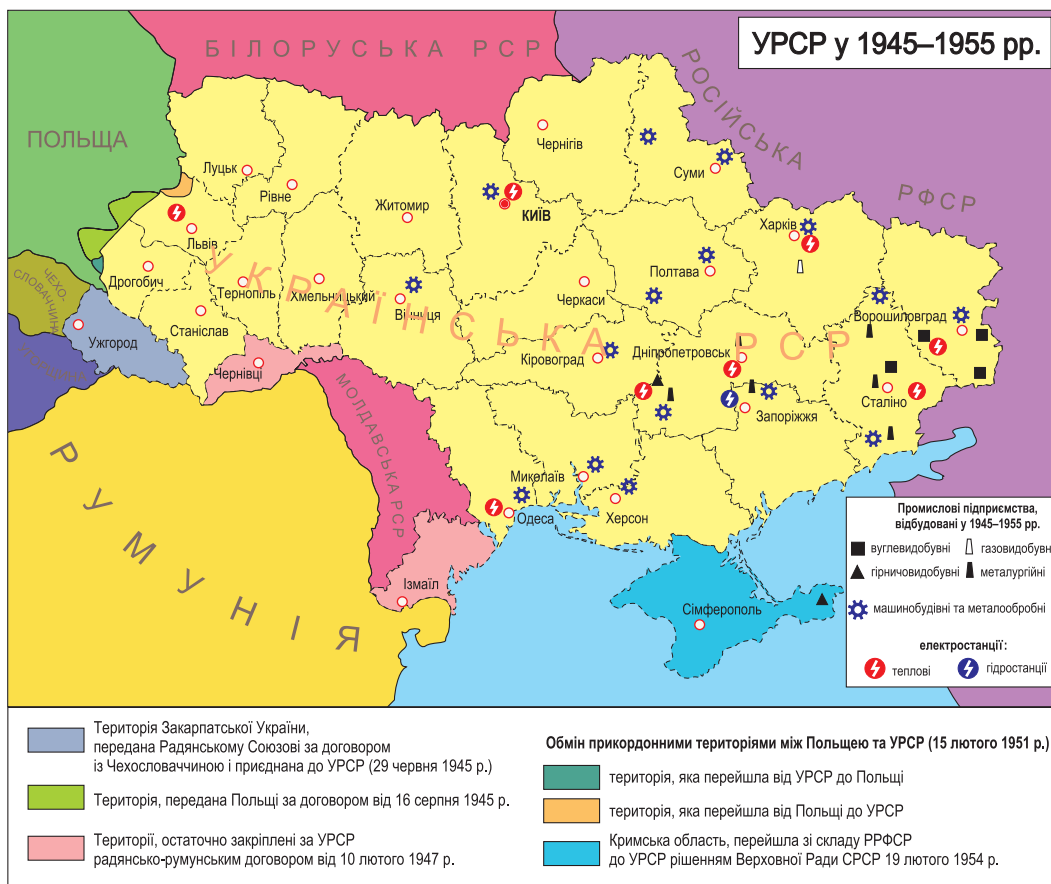 УРСР у 1945–1955 рр.
БІЛОРУСЬКА РСР
РОСІЙСЬКА
РФСР
ПОЛЬЩА
ЧЕХО-
СЛОВАЧЧИНА
РУМУНІЯ
МОЛДАВСЬКА РСР
УКРАЇНСЬКА РСР
Чернігів
Луцьк
Рівне
Суми
Житомир
КИЇВ
Харків
Львів
Полтава
Дрогобич
Тернопіль
Хмельницький
Вінниця
Черкаси
Станіслав
Ворошиловград
Ужгород
Чернівці
Кіровоград
Дніпропетровськ
Сталіно
Запоріжжя
Миколаїв
Одеса
Херсон
Ізмаїл
Сімферополь
Промислові підприємства,
відбудовані у 1945–1955 рр.
вуглевидобувні
газовидобувн
гірничовидобувні
металургійні
машинобудівні та металообробні
електростанції:
теплові
гідростанції
Територія Закарпатської України,
передана Радянському Союзові за договором
із Чехословаччиною і приєднана до УРСР (29 червня 1945 р.)
Територія, передана Польщі за договором від 16 серпня 1945 р.
Території, остаточно закріплені за УРСР
радянсько-румунським договором від 10 лютого 1947 р.
Обмін прикордонними територіями між Польщею та УРСР (15 лютого 1951 р.)
територія, яка перейшла від УРСР до Польщі
територія, яка перейшла від Польщі до УРСР
Кримська область, перейшла зі складу РРФСР
до УРСР рішенням Верховної Ради СРСР 19 лютого 1954 р.